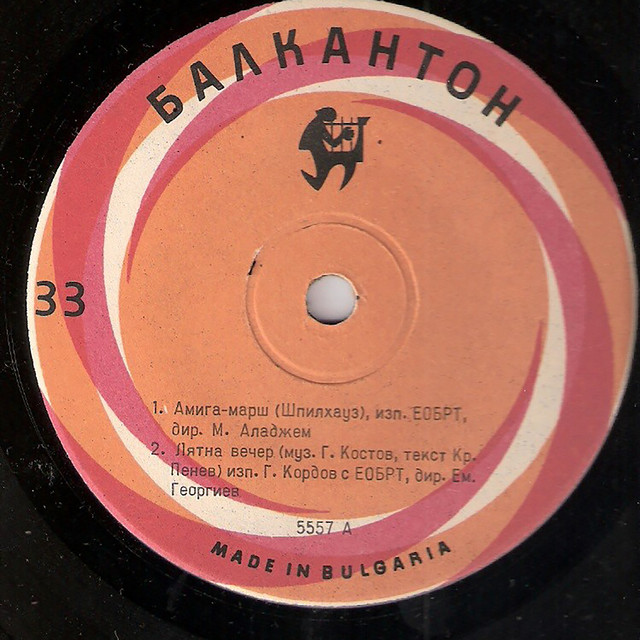 БАЛКАНТОН
33
1. Амига-марш (Шпилхауз), изп. ЕОБРТ,
дир. М. Аладжем
2. Лятна вечер (муз. Г. Костов, текст Кр.
Пенев) изп. Г. Кордов с ЕОБРТ, дир. Ем.
Георгиев
5557 А
MADE IN BULGARIA